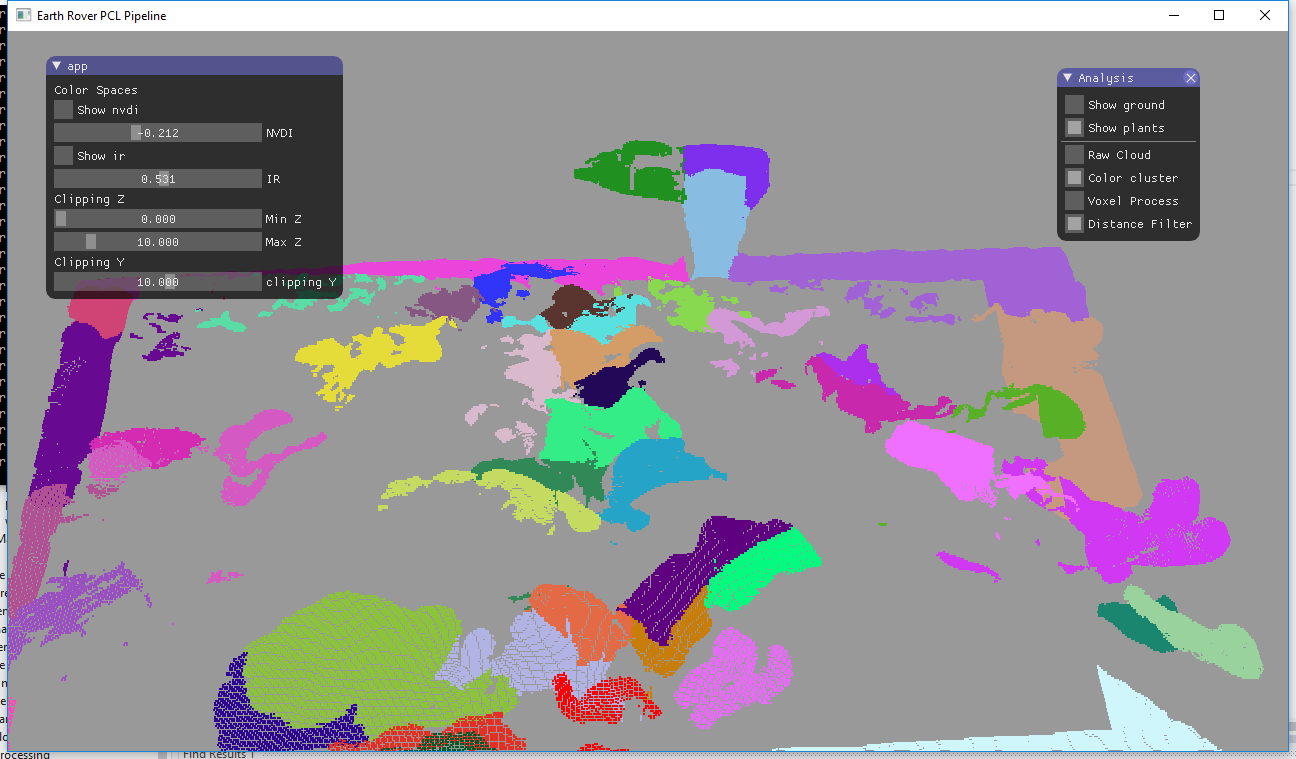 Earth Rover PCL Pipeline
app
Color Spaces
Show nvdi
-0.212 NVDI
Show ir
0.531 IR
Clipping Z
0.000 Min Z
10.000 Max Z
Clipping Y
10.000 clipping Y
Analysis
Show ground
Show plants
Raw Cloud
Color cluster
Voxel Process
Distance Filter
rocessing
Find Results 1